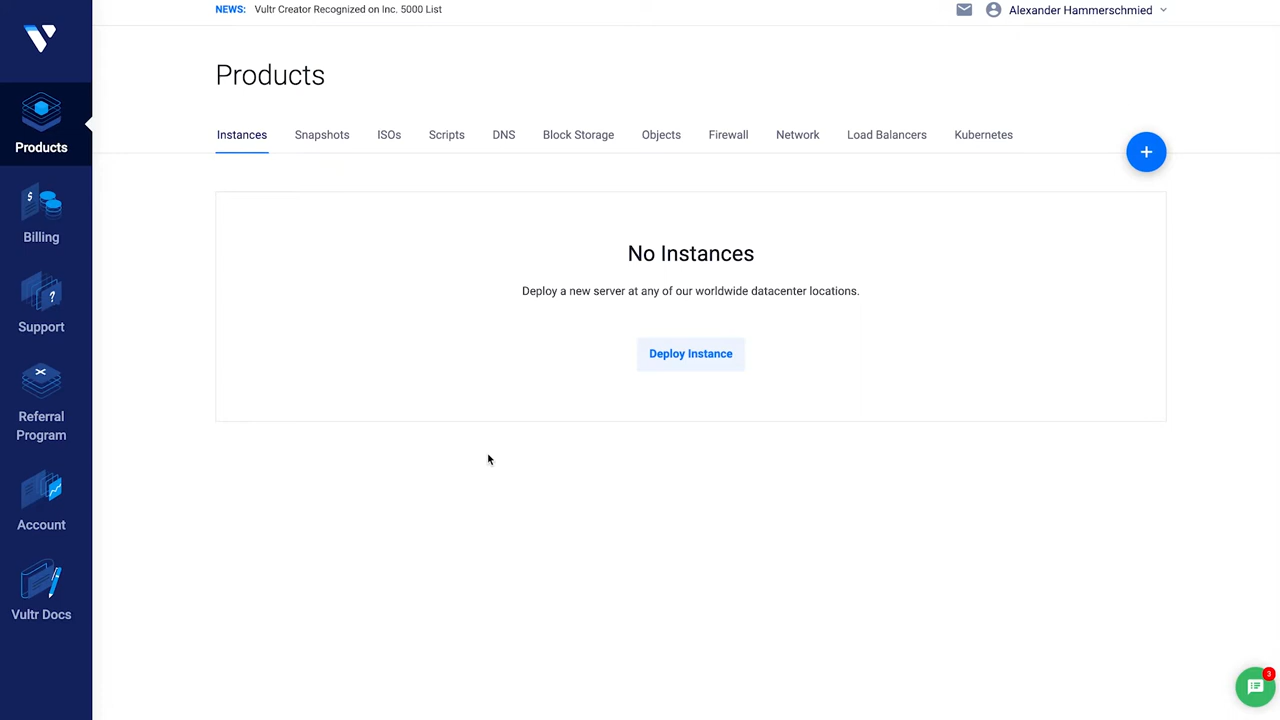 NEWS: Vultr Creator Recognized on Inc. 5000 List
Alexander Hammerschmied
Products
Instances Snapshots ISOs Scripts DNS Block Storage Objects Firewall Network Load Balancers Kubernetes
+
No Instances
Deploy a new server at any of our worldwide datacenter locations.
Deploy Instance
Products
$
Billing
?
Support
Referral
Program
Account
Vultr Docs
3